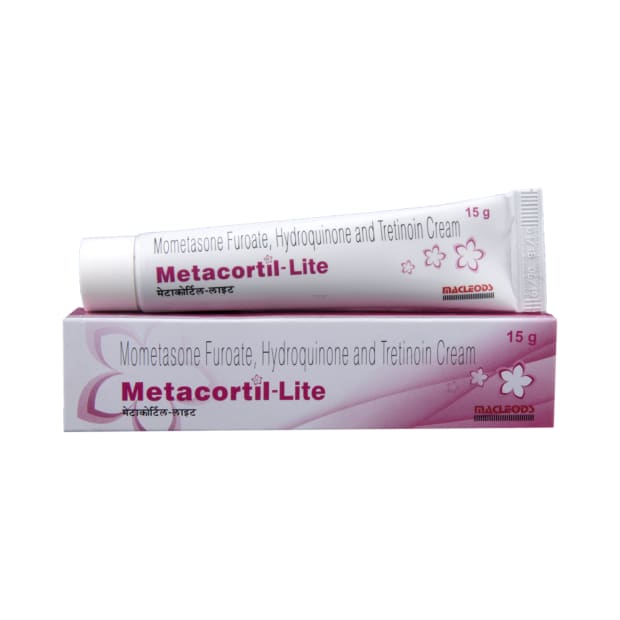 15 g
Mometasone Furoate, Hydroquinone and Tretinoin Cream
Metacortil-Lite
मेटाकोर्टिल-लाइट
MACLEODS
15 g
Mometasone Furoate, Hydroquinone and Tretinoin Cream
Metacortil-Lite
मेटाकोर्टिल-लाइट
MACLEODS